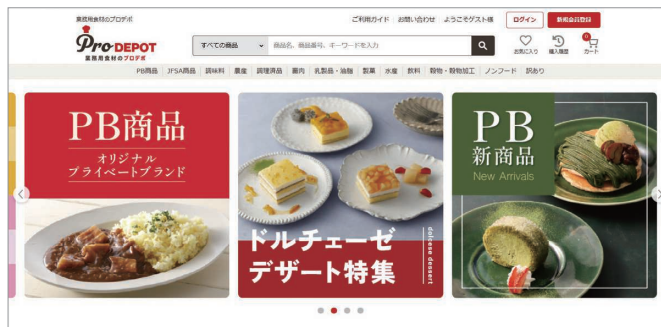 業務用食材のプロデポ
ご利用ガイド お問い合わせ ようこそゲスト様 ログイン 新規会員登録
Pro DEPOT
業務用食材のプロデポ
すべての商品 商品名、商品番号、キーワードを入力
お気に入り 購入履歴 0 カート
PB商品 JFSA商品 調味料 農産 調理済品 畜肉 乳製品・油脂 製菓 水産 飲料 穀物・穀物加工 ノンフード 訳あり
PB商品
オリジナル
プライベートブランド
ドルチェーゼ
デザート特集
dolcese dessert
PB
新商品
New Arrivals